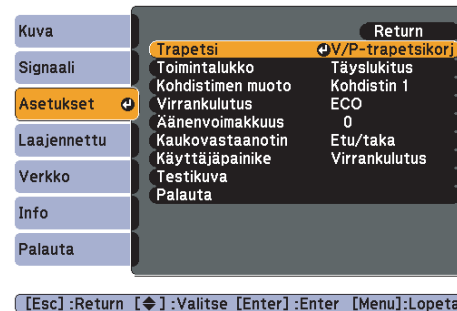 Kuva
Signaali
Asetukset
Laajennettu
Verkko
Info
Palauta
Return
Trapetsi V/P-trapetsikorj
Toimintalukko Täyslukitus
Kohdistimen muoto Kohdistin 1
Virrankulutus ECO
Äänenvoimakkuus 0
Kaukovastaanotin Etu/taka
Käyttäjäpainike Virrankulutus
Testikuva
Palauta
[Esc] :Return [◆] :Valitse [Enter] :Enter [Menu]:Lopeta